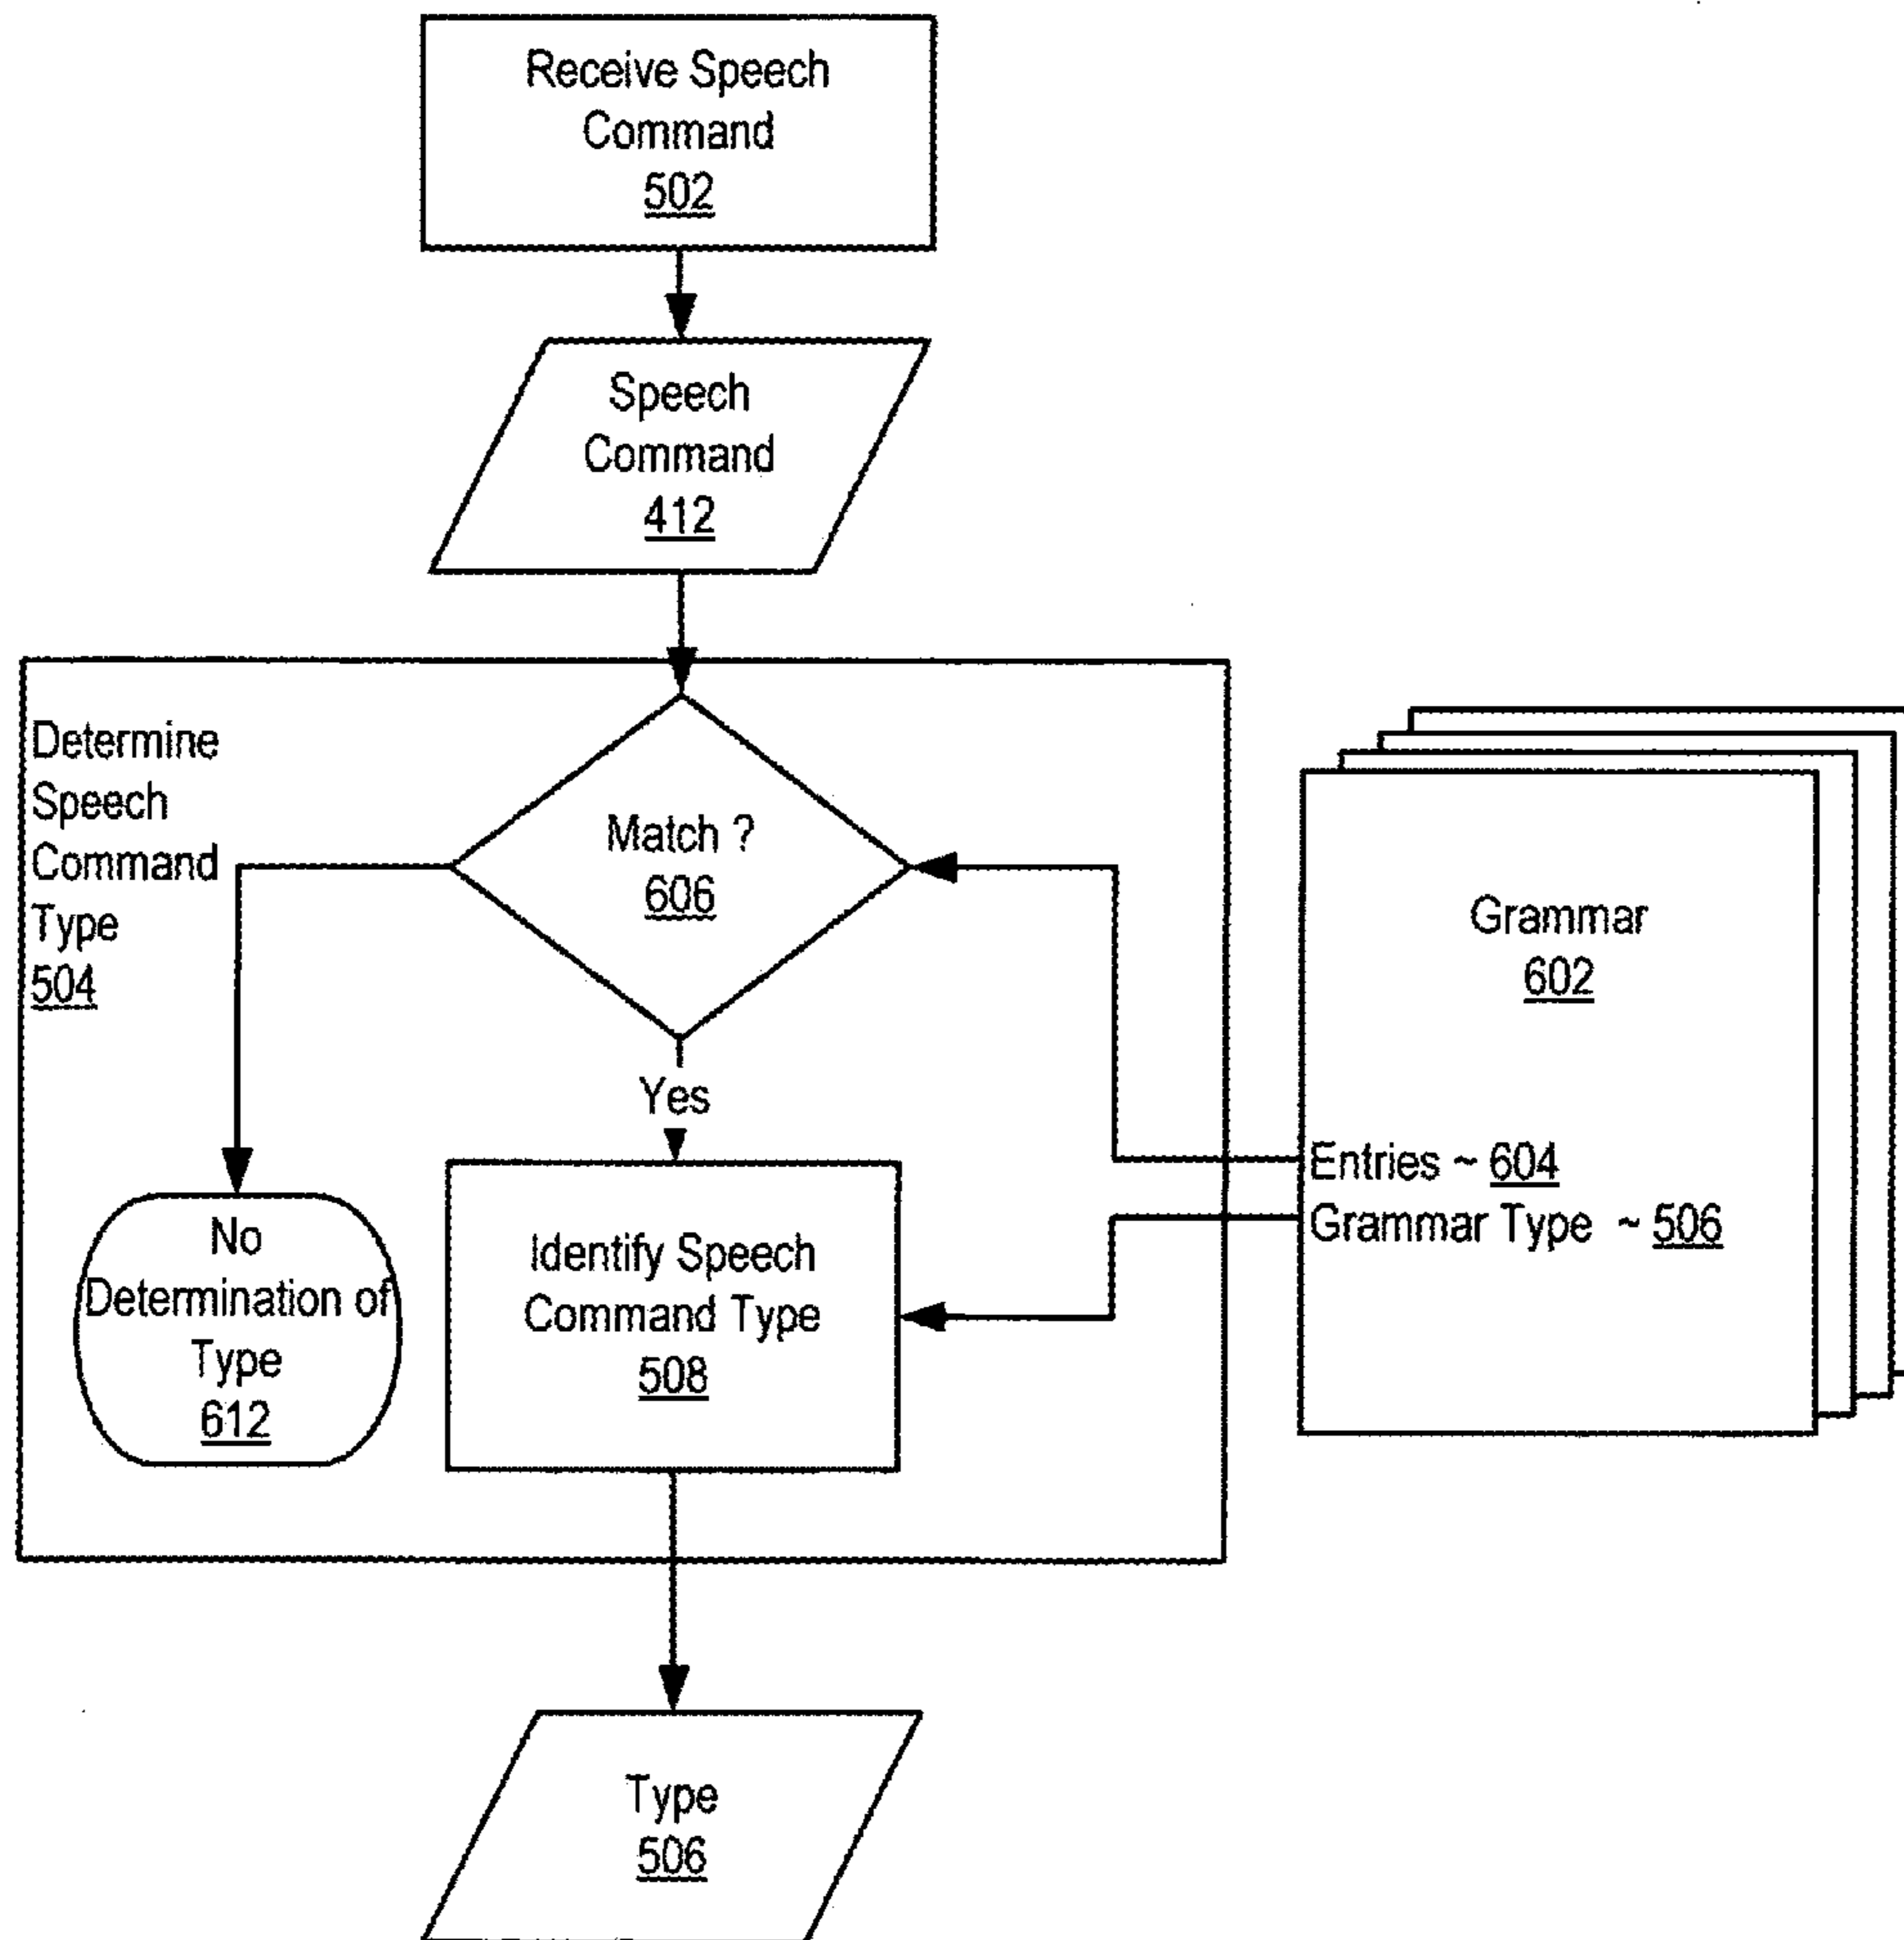 Receive Speech
Command
502
Speech
Command
412
Determine
Speech
Command
Type
504
Match ?
606
Yes
Grammar
602
Entries ~ 604
Grammar Type ~ 506
No
Determination of
Type
612
Identify Speech
Command Type
508
Type
506